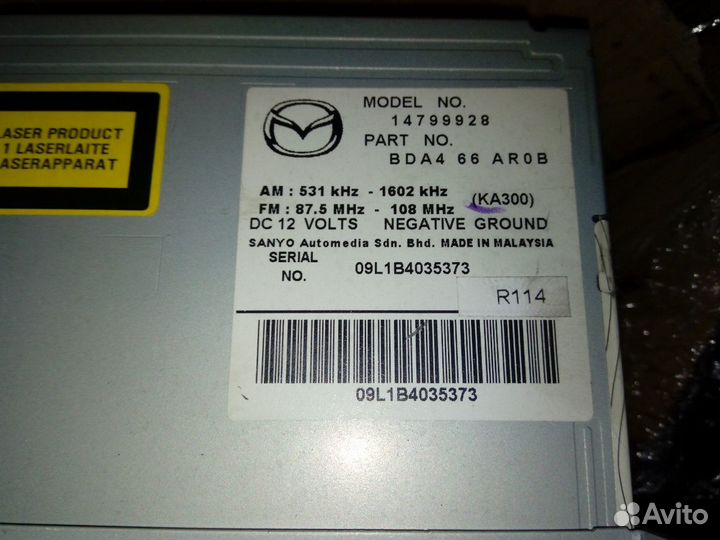 LASER PRODUCT
1 LASERLAITE
LASERAPPARAT
MODEL NO.
14799928
PART NO.
BDA4 66 AR0B
AM : 531 kHz - 1602 kHz
(KA300)
FM : 87.5 MHz - 108 MHz
DC 12 VOLTS NEGATIVE GROUND
SANYO Automedia Sdn. Bhd. MADE IN MALAYSIA
SERIAL
NO.
09L1B4035373
R114
09L1B4035373
Avito